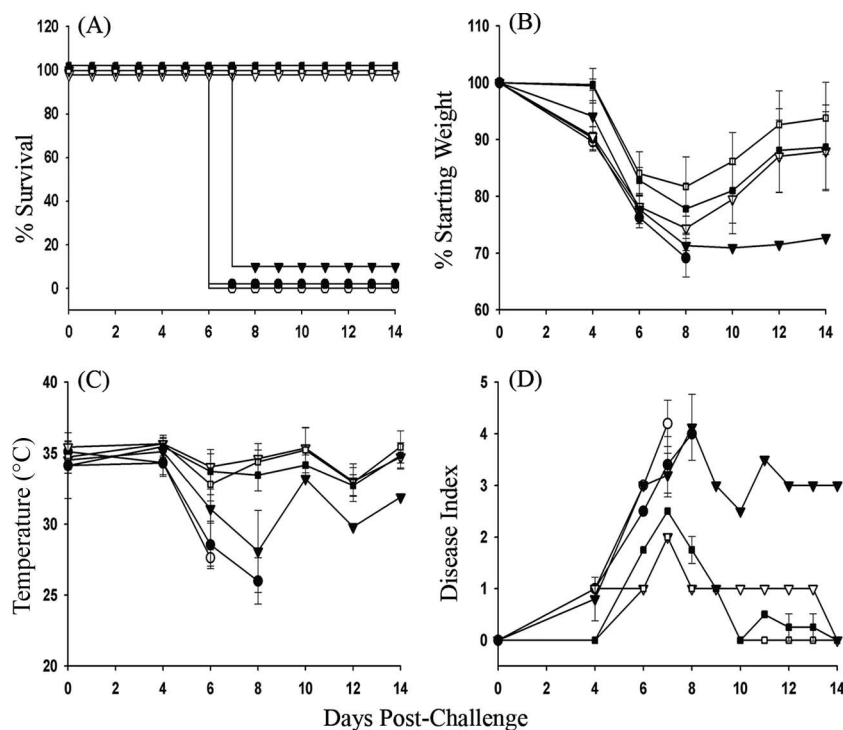 (A)
% Survival
120
100
80
60
40
20
0
0 2 4 6 8 10 12 14
(B)
% Starting Weight
110
100
90
80
70
60
0 2 4 6 8 10 12 14
(C)
Temperature (°C)
40
35
30
25
20
0 2 4 6 8 10 12 14
(D)
Disease Index
5
4
3
2
1
0
0 2 4 6 8 10 12 14
Days Post-Challenge